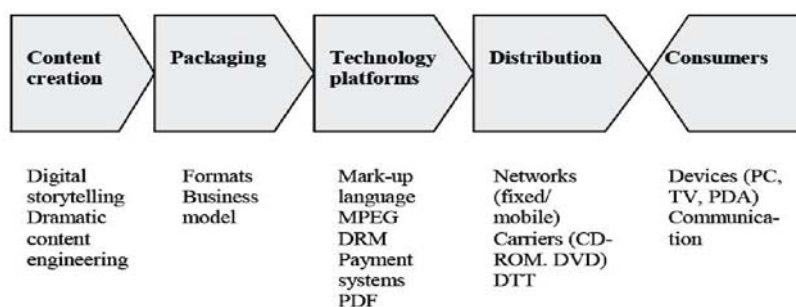 Content
creation
Packaging
Technology
platforms
Distribution
Consumers
Digital
storytelling
Dramatic
content
engineering
Formats
Business
model
Mark-up
language
MPEG
DRM
Payment
systems
PDF
Networks
(fixed/
mobile)
Carriers (CD-
ROM. DVD)
DTT
Devices (PC,
TV, PDA)
Communica-
tion